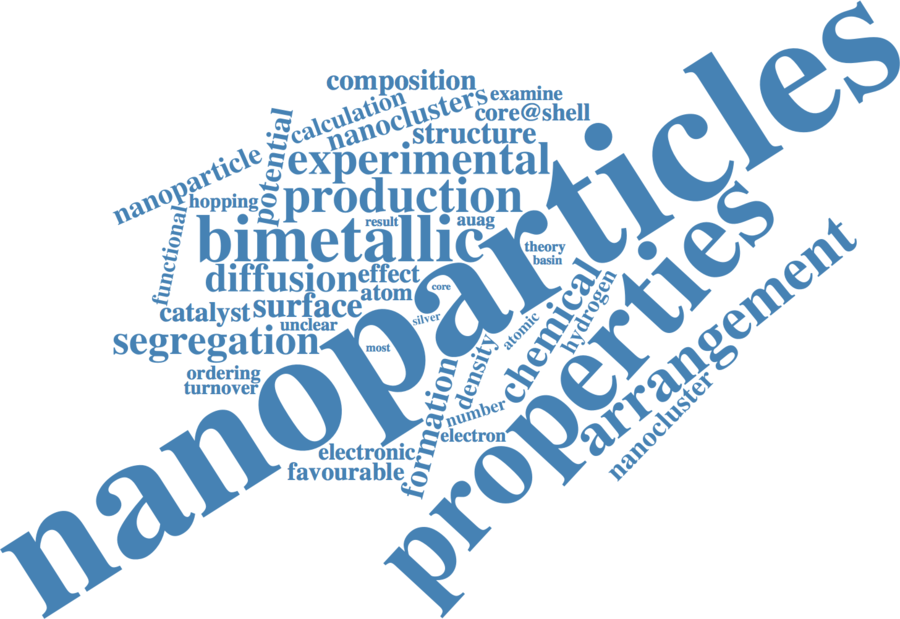 composition
calculation
nanoclusters
examine
core@shell
structure
potential
experimental
nanoparticle
hopping
production
functional
bimetallic
result
auag
theory
basin
diffusion
effect
atom
core
catalyst
surface
silver
unclear
segregation
most
atomic
hydrogen
chemical
density
ordering
turnover
formation
number
electron
electronic
favourable
nanoparticles
properties
arrangement
nanocluster